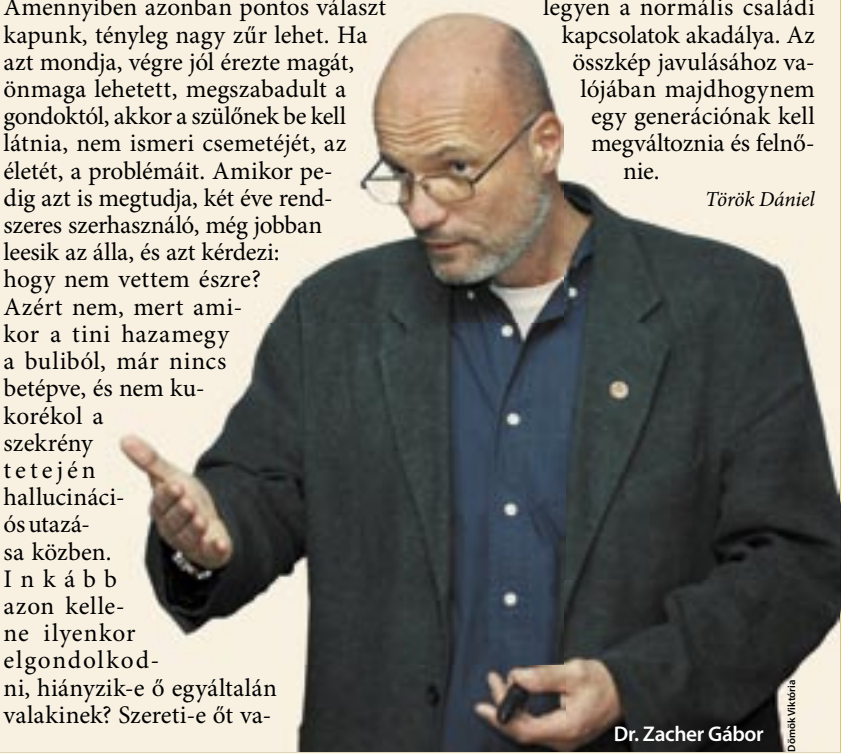 Amennyiben azonban pontos választ
kapunk, tényleg nagy zűr lehet. Ha
azt mondja, végre jól érezte magát,
önmaga lehetett, megszabadult a
gondoktól, akkor a szülőnek be kell
látnia, nem ismeri csemetéjét, az
életét, a problémáit. Amikor pe-
dig azt is megtudja, két éve rend-
szeres szerhasználó, még jobban
leesik az álla, és azt kérdezi:
hogy nem vettem észre?
Azért nem, mert ami-
kor a tini hazamegy
a buliból, már nincs
betépve, és nem ku-
korékol a
szekrény
tetején
hallucináci-
ós utazá-
sa közben.
Inkább
azon kelle-
ne ilyenkor
elgondolkod-
ni, hiányzik-e ő egyáltalán
valakinek? Szereti-e őt va-
legyen a normális családi
kapcsolatok akadálya. Az
összkép javulásához va-
lójában majdhogynem
egy generációnak kell
megváltoznia és felnő-
nie.
Török Dániel
Dr. Zacher Gábor
Dömök Viktória